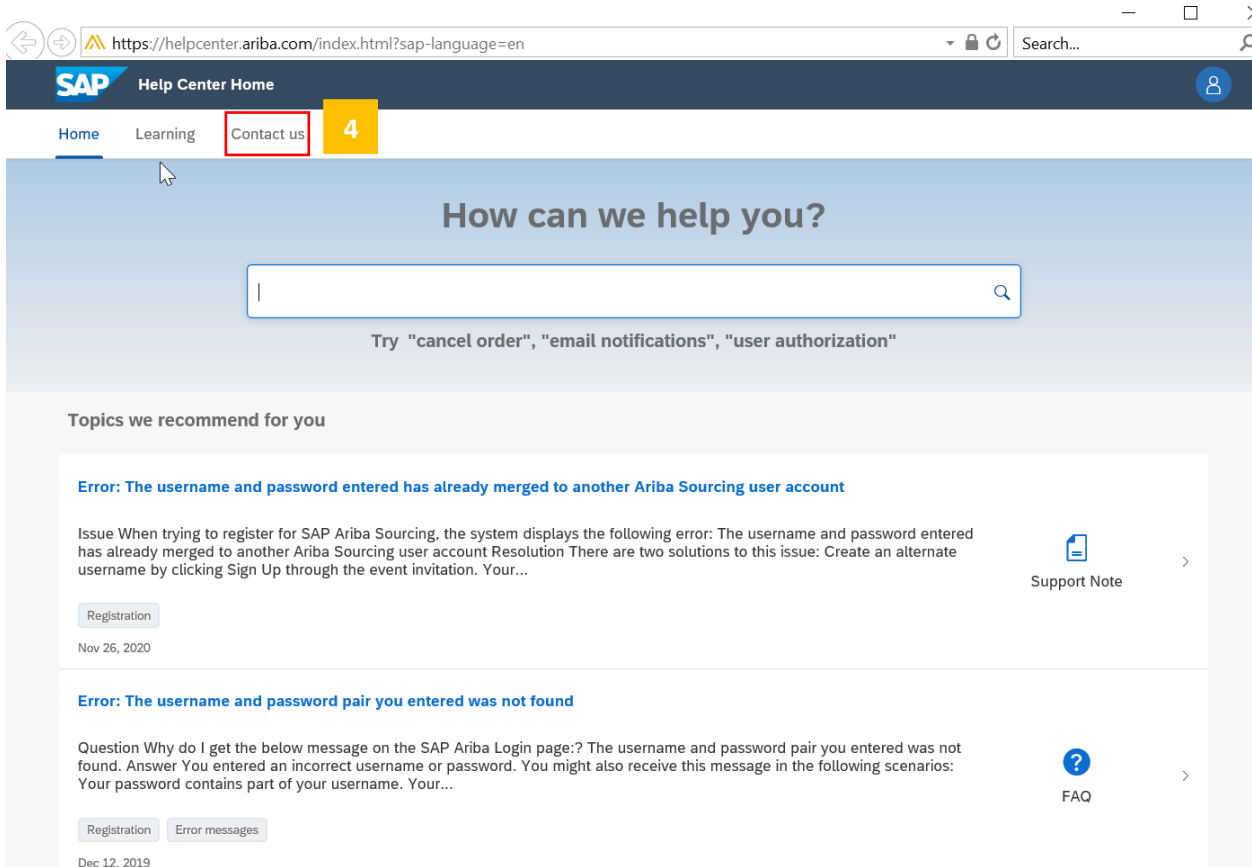 https://helpcenter.ariba.com/index.html?sap-language=en
Search...
SAP Help Center Home
Home Learning Contact us 4
How can we help you?
Try "cancel order", "email notifications", "user authorization"
Topics we recommend for you
Error: The username and password entered has already merged to another Ariba Sourcing user account
Issue When trying to register for SAP Ariba Sourcing, the system displays the following error: The username and password entered
has already merged to another Ariba Sourcing user account Resolution There are two solutions to this issue: Create an alternate
username by clicking Sign Up through the event invitation. Your...
Support Note
Registration
Nov 26, 2020
Error: The username and password pair you entered was not found
Question Why do I get the below message on the SAP Ariba Login page:? The username and password pair you entered was not
found. Answer You entered an incorrect username or password. You might also receive this message in the following scenarios:
Your password contains part of your username. Your...
?
FAQ
Registration Error messages
Dec 12, 2019